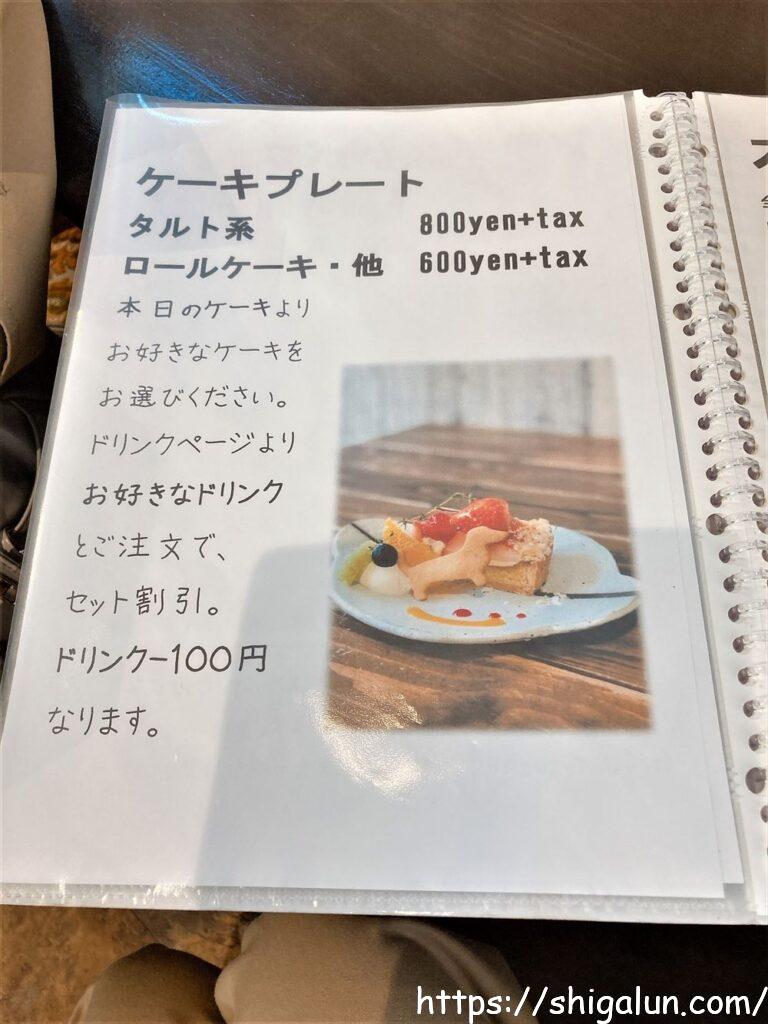 ケーキプレート
タルト系 800yen+tax
ロールケーキ・他 600yen+tax
本日のケーキより
お好きなケーキを
お選びください。
ドリンクページより
お好きなドリンク
とご注文で、
セット割引。
ドリンクー100円
なります。
https://shigalun.com/